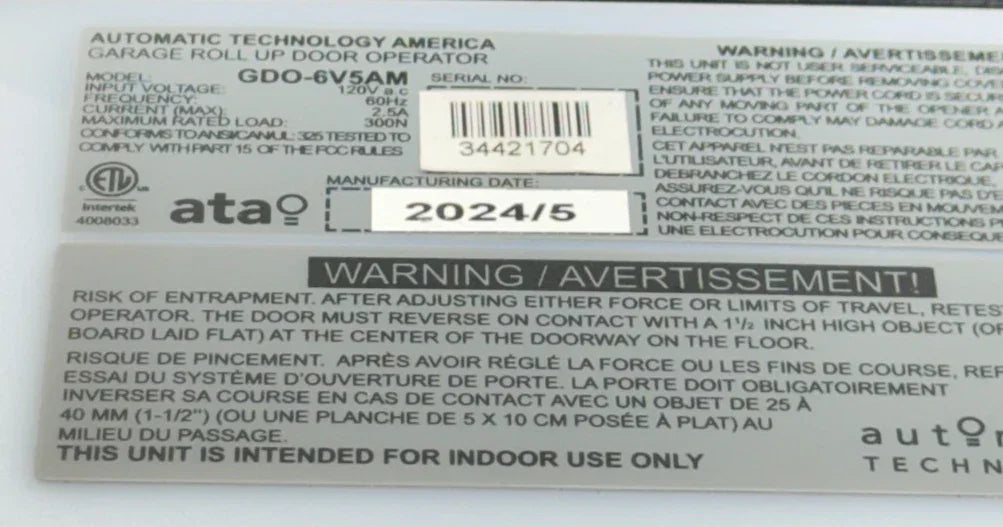 AUTOMATIC TECHNOLOGY AMERICA
GARAGE ROLL UP DOOR OPERATOR
MODEL: GDO-6V5AM
INPUT VOLTAGE: 120V a.c
FREQUENCY: 60Hz
CURRENT (MAX): 2.5A
MAXIMUM RATED LOAD: 300N
CONFORMS TO ANSI/CAN/UL: 325 TESTED TO
COMPLY WITH PART 15 OF THE FCC RULES
SERIAL NO:
34421704
MANUFACTURING DATE:
2024/5
ETL
Intertek
4008033
ata
WARNING / AVERTISSEME
THIS UNIT IS NOT USER SERVICEABLE, DIS
POWER SUPPLY BEFORE REMOVING COVE
ENSURE THAT THE POWER CORD IS SECUR
OF ANY MOVING PART OF THE OPENER
FAILURE TO COMPLY MAY DAMAGE CORD
ELECTROCUTION.
CET APPAREIL N'EST PAS REPARABLE PAR
L'UTILISATEUR, AVANT DE RETIRER LE CAP
DEBRANCHEZ LE CORDON ELECTRIQUE.
ASSUREZ-VOUS QU'IL NE RISQUE PAS D'
CONTACT AVEC DES PIECES EN MOUVEM
NON-RESPECT DE CES INSTRUCTIONS P
UNE ELECTROCUTION POUR CONSEQUE
WARNING / AVERTISSEMENT!
RISK OF ENTRAPMENT. AFTER ADJUSTING EITHER FORCE OR LIMITS OF TRAVEL, RETES
OPERATOR. THE DOOR MUST REVERSE ON CONTACT WITH A 1½ INCH HIGH OBJECT (O
BOARD LAID FLAT) AT THE CENTER OF THE DOORWAY ON THE FLOOR.
RISQUE DE PINCEMENT. APRÈS AVOIR RÉGLÉ LA FORCE OU LES FINS DE COURSE, REF
ESSAI DU SYSTÈME D'OUVERTURE DE PORTE. LA PORTE DOIT OBLIGATOIREMENT
INVERSER SA COURSE EN CAS DE CONTACT AVEC UN OBJET DE 25 À
40 MM (1-1/2") (OU UNE PLANCHE DE 5 X 10 CM POSÉE À PLAT) AU
MILIEU DU PASSAGE.
THIS UNIT IS INTENDED FOR INDOOR USE ONLY
auto
TECHN